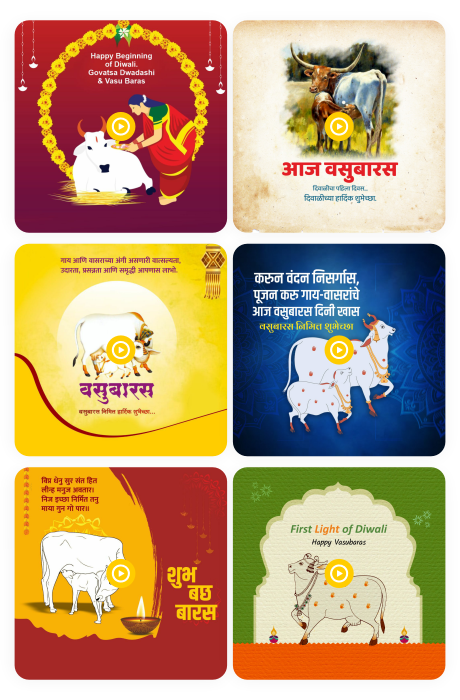 Happy Beginning
of Diwali.
Govatsa Dwadashi
& Vasu Baras
आज वसुबारस
दिवाळीचा पहिला दिवस...
दिवाळीच्या हार्दिक शुभेच्छा.
गाय आणि वासराच्या अंगी असणारी वात्सल्यता,
उदारता, प्रसन्नता आणि समृद्धी आपणास लाभो.
वसुबारस
वसुबारस निमित्त हार्दिक शुभेच्छा...
करुन वंदन निसर्गास,
पूजन करु गाय-वासरांचे
आज वसुबारस दिनी खास
वसुबारस निमित्त शुभेच्छा
बिप्र धेनु सुर संत हित
लीन्ह मनुज अवतार।
निज इच्छा निर्मित तनु
माया गुन गो पार॥
शुभ
बछ
बारस
First Light of Diwali
Happy Vasubaras